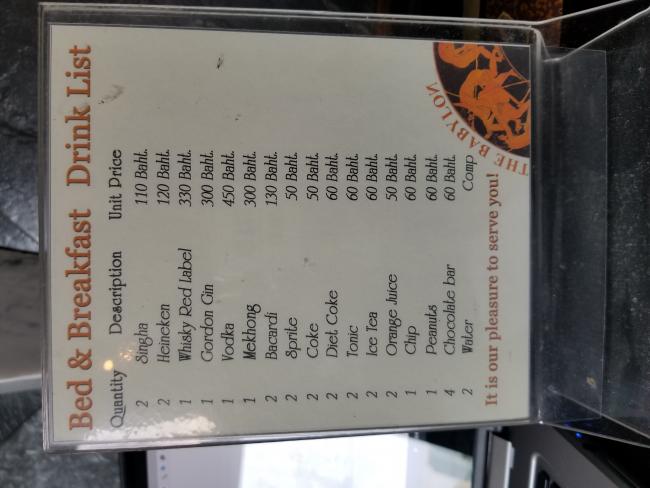 Bed & Breakfast Drink List
THE BABYLON
Quantity Description Unit Price
2 Singha 110 Baht.
2 Heineken 120 Baht.
1 Whisky Red Label 330 Baht.
1 Gordon Gin 300 Baht.
1 Vodka 450 Baht.
1 Mekhong 300 Baht.
2 Bacardi 130 Baht.
2 Sprite 50 Baht.
2 Coke 50 Baht.
2 Diet Coke 60 Baht.
2 Tonic 60 Baht.
2 Ice Tea 60 Baht.
2 Orange Juice 50 Baht.
1 Chip 60 Baht.
1 Peanuts 60 Baht.
4 Chocolate bar 60 Baht.
2 Water Comp
It is our pleasure to serve you!